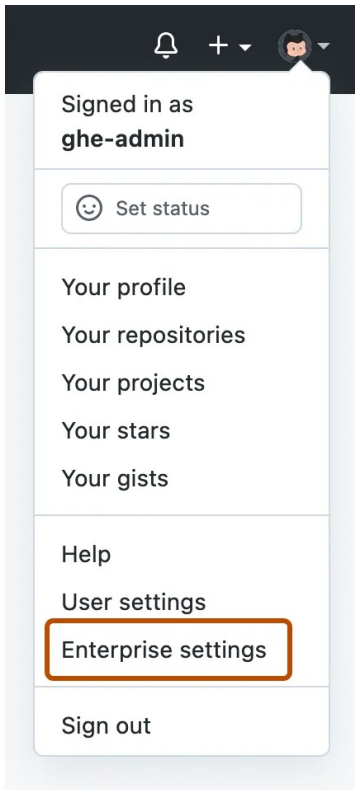 Signed in as
ghe-admin
Set status
Your profile
Your repositories
Your projects
Your stars
Your gists
Help
User settings
Enterprise settings
Sign out